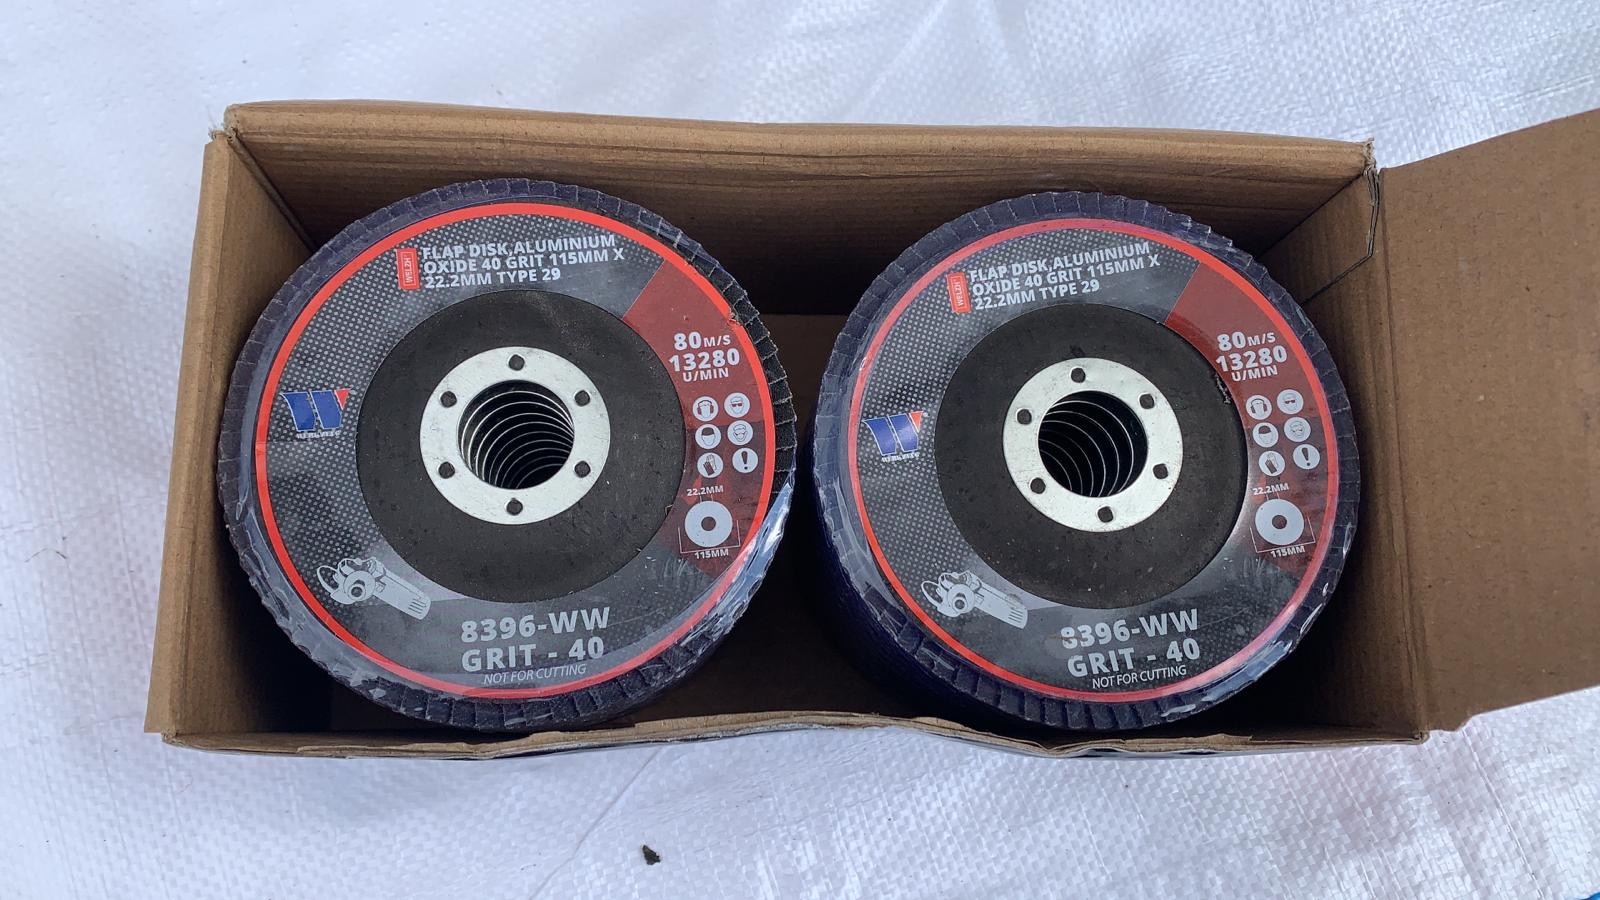 WELZH
FLAP DISK,ALUMINIUM
OXIDE 40 GRIT 115MM X
22.2MM TYPE 29
80M/S
13280
U/MIN
W
WERKZEUG
22.2MM
115MM
8396-WW
GRIT - 40
NOT FOR CUTTING
WELZH
FLAP DISK,ALUMINIUM
OXIDE 40 GRIT 115MM X
22.2MM TYPE 29
80M/S
13280
U/MIN
W
WERKZEUG
22.2MM
115MM
8396-WW
GRIT - 40
NOT FOR CUTTING